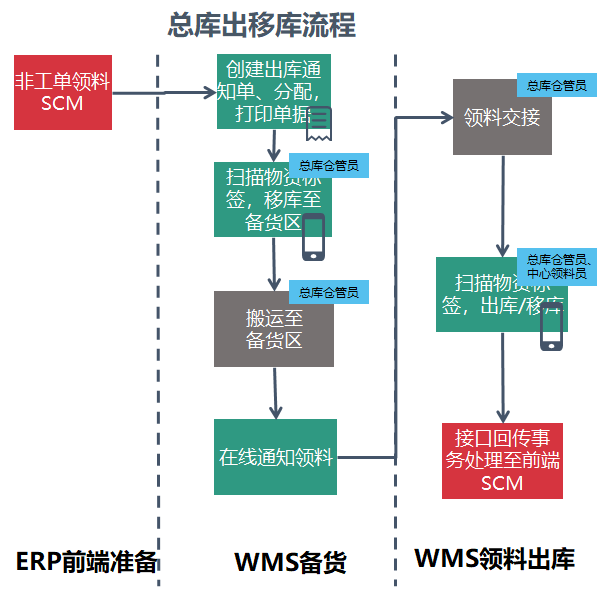 总库出移库流程
非工单领料
SCM
创建出库通
知单、分配，
打印单据
总库仓管员
扫描物资标
签，移库至
备货区
总库仓管员
搬运至
备货区
在线通知领料
总库仓管员
领料交接
总库仓管员、
中心领料员
扫描物资标
签，出库/移库
接口回传事
务处理至前端
SCM
ERP前端准备
WMS备货
WMS领料出库